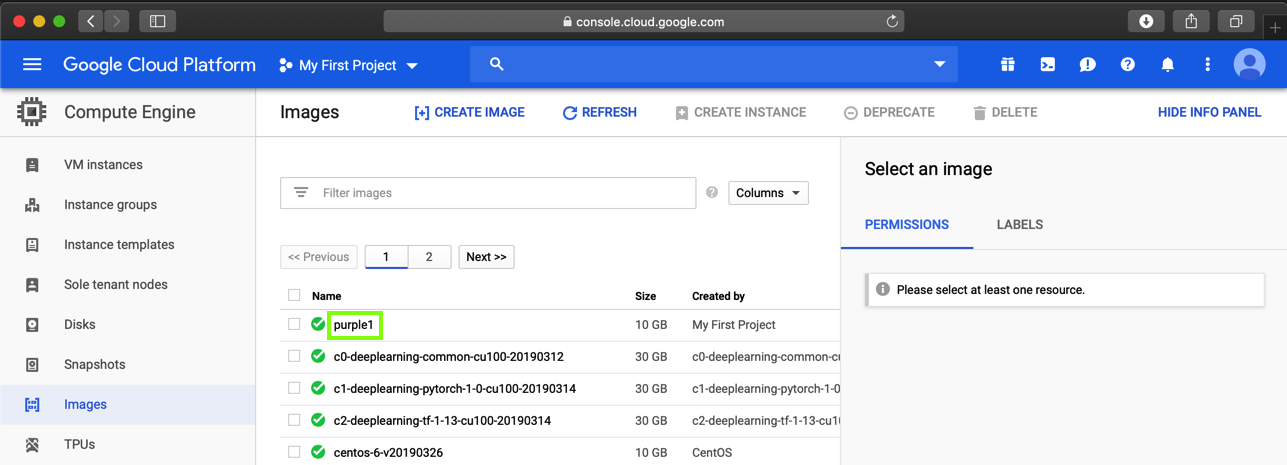 console.cloud.google.com
Google Cloud Platform My First Project
Compute Engine
Images CREATE IMAGE REFRESH CREATE INSTANCE DEPRECATE DELETE HIDE INFO PANEL
VM instances
Instance groups
Instance templates
Sole tenant nodes
Disks
Snapshots
Images
TPUs
Filter images Columns
<< Previous 1 2 Next >>
Name Size Created by
purple1 10 GB My First Project
c0-deeplearning-common-cu100-20190312 30 GB c0-deeplearning-common-cu
c1-deeplearning-pytorch-1-0-cu100-20190314 30 GB c1-deeplearning-pytorch-1-0
c2-deeplearning-tf-1-13-cu100-20190314 30 GB c2-deeplearning-tf-1-13-cu1
centos-6-v20190326 10 GB CentOS
Select an image
PERMISSIONS LABELS
Please select at least one resource.